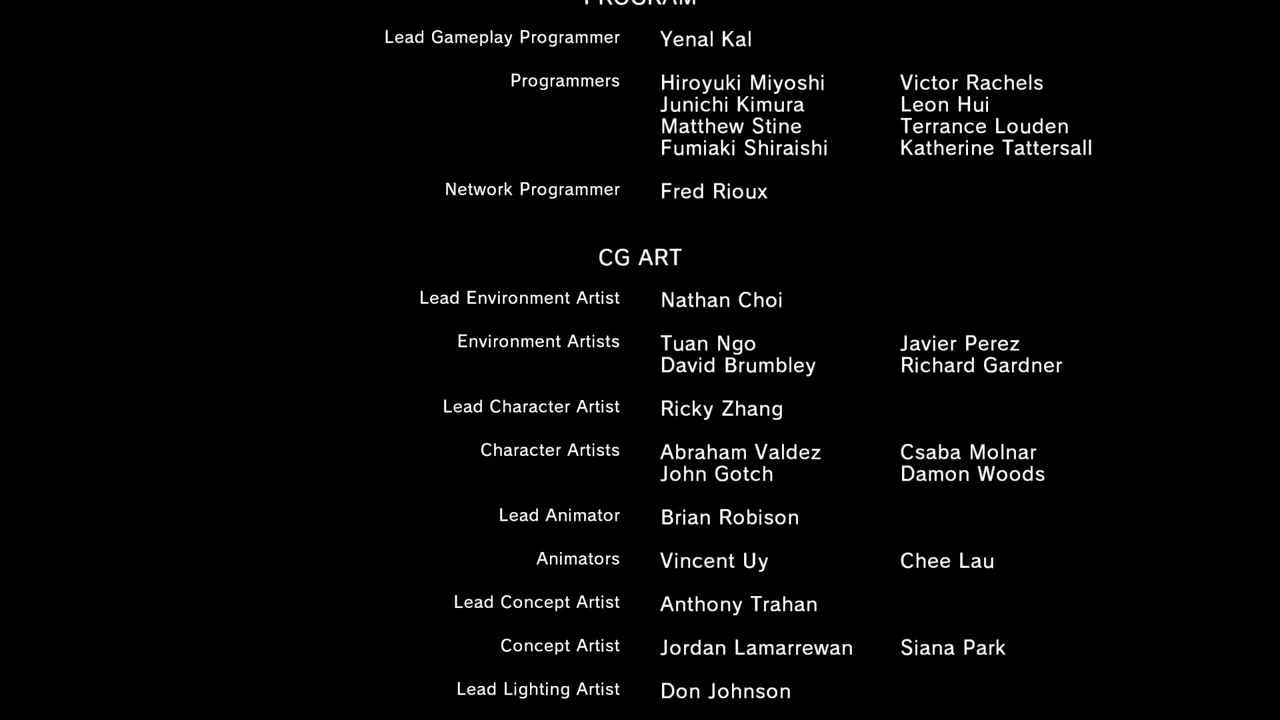 PROGRAM
Lead Gameplay Programmer Yenal Kal
Programmers Hiroyuki Miyoshi Victor Rachels
Junichi Kimura Leon Hui
Matthew Stine Terrance Louden
Fumiaki Shiraishi Katherine Tattersall
Network Programmer Fred Rioux
CG ART
Lead Environment Artist Nathan Choi
Environment Artists Tuan Ngo Javier Perez
David Brumbley Richard Gardner
Lead Character Artist Ricky Zhang
Character Artists Abraham Valdez Csaba Molnar
John Gotch Damon Woods
Lead Animator Brian Robison
Animators Vincent Uy Chee Lau
Lead Concept Artist Anthony Trahan
Concept Artist Jordan Lamarrewan Siana Park
Lead Lighting Artist Don Johnson